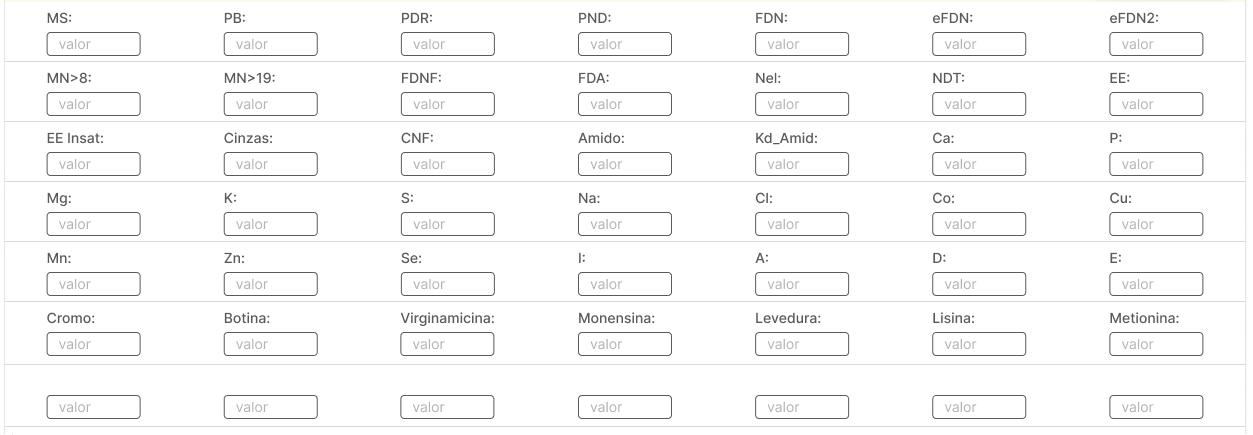 MS: PB: PDR: PND: FDN: eFDN: eFDN2:
valor valor valor valor valor valor valor
MN>8: MN>19: FDNF: FDA: Nel: NDT: EE:
valor valor valor valor valor valor valor
EE Insat: Cinzas: CNF: Amido: Kd_Amid: Ca: P:
valor valor valor valor valor valor valor
Mg: K: S: Na: Cl: Co: Cu:
valor valor valor valor valor valor valor
Mn: Zn: Se: I: A: D: E:
valor valor valor valor valor valor valor
Cromo: Botina: Virginamicina: Monensina: Levedura: Lisina: Metionina:
valor valor valor valor valor valor valor
valor valor valor valor valor valor valor